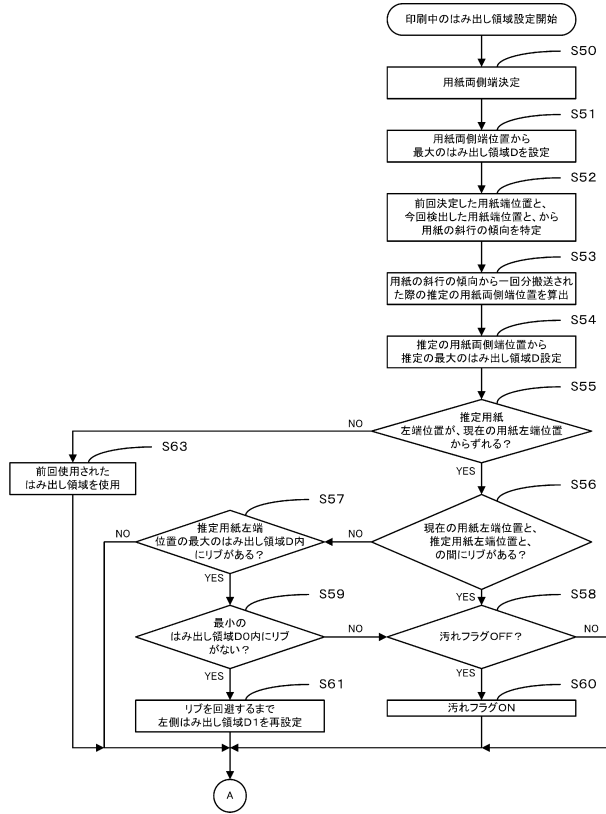 印刷中のはみ出し領域設定開始
S50
用紙両側端決定
S51
用紙両側端位置から
最大のはみ出し領域Dを設定
S52
前回決定した用紙端位置と、
今回検出した用紙端位置と、から
用紙の斜行の傾向を特定
S53
用紙の斜行の傾向から一回分搬送され
た際の推定の用紙両側端位置を算出
S54
推定の用紙両側端位置から
推定の最大のはみ出し領域D設定
S55
推定用紙
左端位置が、現在の用紙左端位置
からずれる？
NO
YES
S63
前回使用された
はみ出し領域を使用
S56
現在の用紙左端位置と、
推定用紙左端位置と、
の間にリブがある？
NO
YES
S57
推定用紙左端
位置の最大のはみ出し領域D内
にリブがある？
NO
YES
S59
最小の
はみ出し領域D0内にリブ
がない？
NO
YES
S58
汚れフラグOFF？
NO
YES
S61
リブを回避するまで
左側はみ出し領域D1を再設定
S60
汚れフラグON
A